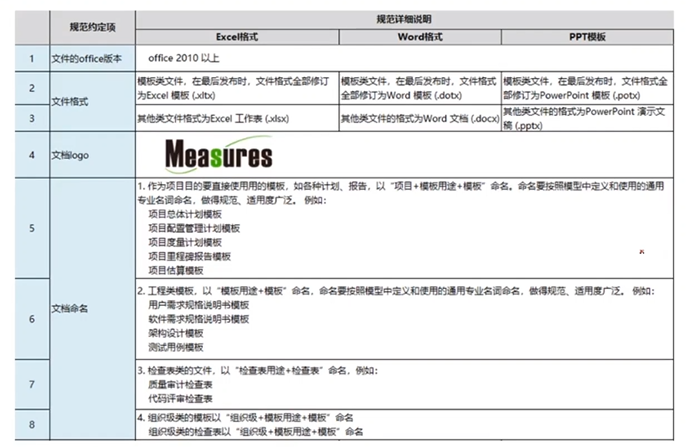 规范约定项
规范详细说明
Excel格式
Word格式
PPT模板
1
文件的office版本
office 2010 以上
2
文件格式
模板类文件，在最后发布时，文件格式全部修订
为Excel 模板 (.xltx)
模板类文件，在最后发布时，文件格式
全部修订为Word 模板 (.dotx)
模板类文件，在最后发布时，文件格式全
部修订为PowerPoint 模板 (.potx)
3
其他类文件格式为Excel 工作表 (.xlsx)
其他类文件的格式为Word 文档 (.docx)
其他类文件的格式为PowerPoint 演示文
稿 (.pptx)
4
文档logo
Measures
5
文档命名
1. 作为项目目的要直接使用用的模板，如各种计划、报告，以“项目+模板用途+模板”命名。命名要按照模型中定义和使用的通用
专业名词命名，做得规范、适用度广泛。 例如：
项目总体计划模板
项目配置管理计划模板
项目度量计划模板
项目里程碑报告模板
项目估算模板
6
2. 工程类模板，以“模板用途+模板”命名，命名要按照模型中定义和使用的通用专业名词命名，做得规范、适用度广泛。 例如：
用户需求规格说明书模板
软件需求规格说明书模板
架构设计模板
测试用例模板
7
3. 检查表类的文件，以“检查表用途+检查表”命名，例如：
质量审计检查表
代码评审检查表
8
4. 组织级类的模板以“组织级+模板用途+模板”命名
组织级类的检查表以“组织级+模板用途+模板”命名